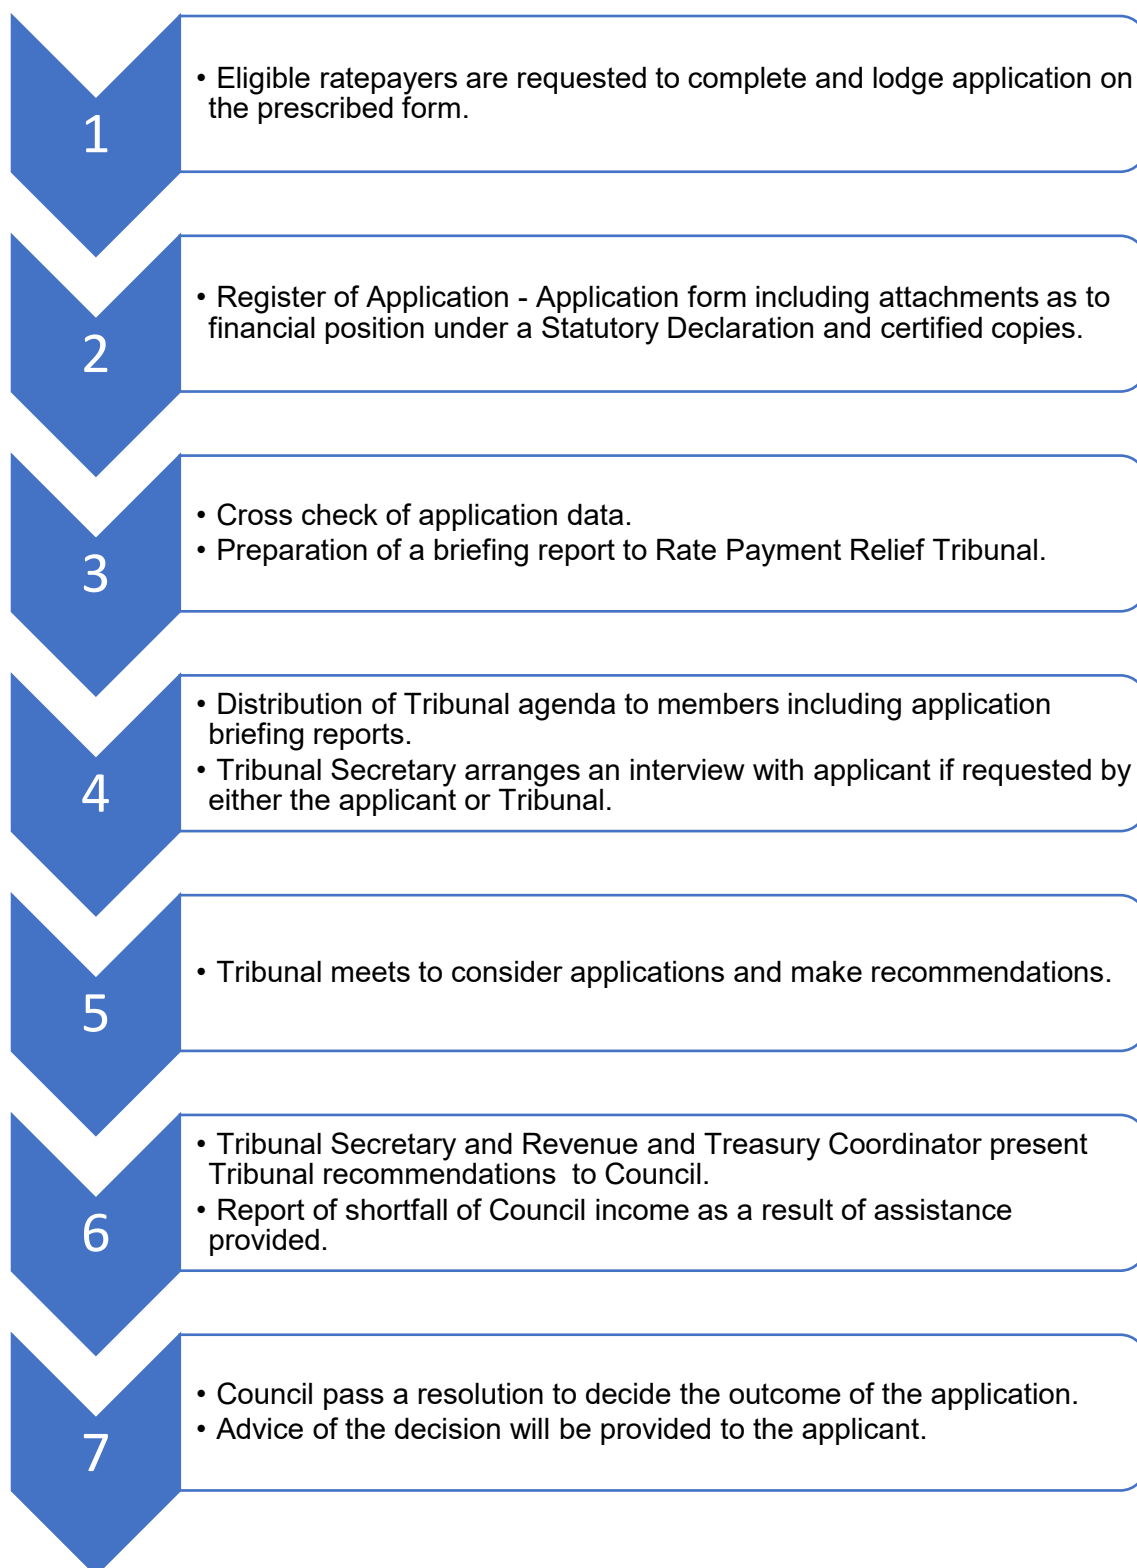 1
• Eligible ratepayers are requested to complete and lodge application on
the prescribed form.
2
• Register of Application - Application form including attachments as to
financial position under a Statutory Declaration and certified copies.
3
• Cross check of application data.
• Preparation of a briefing report to Rate Payment Relief Tribunal.
4
• Distribution of Tribunal agenda to members including application
briefing reports.
• Tribunal Secretary arranges an interview with applicant if requested by
either the applicant or Tribunal.
5
• Tribunal meets to consider applications and make recommendations.
6
• Tribunal Secretary and Revenue and Treasury Coordinator present
Tribunal recommendations  to Council.
• Report of shortfall of Council income as a result of assistance
provided.
7
• Council pass a resolution to decide the outcome of the application.
• Advice of the decision will be provided to the applicant.